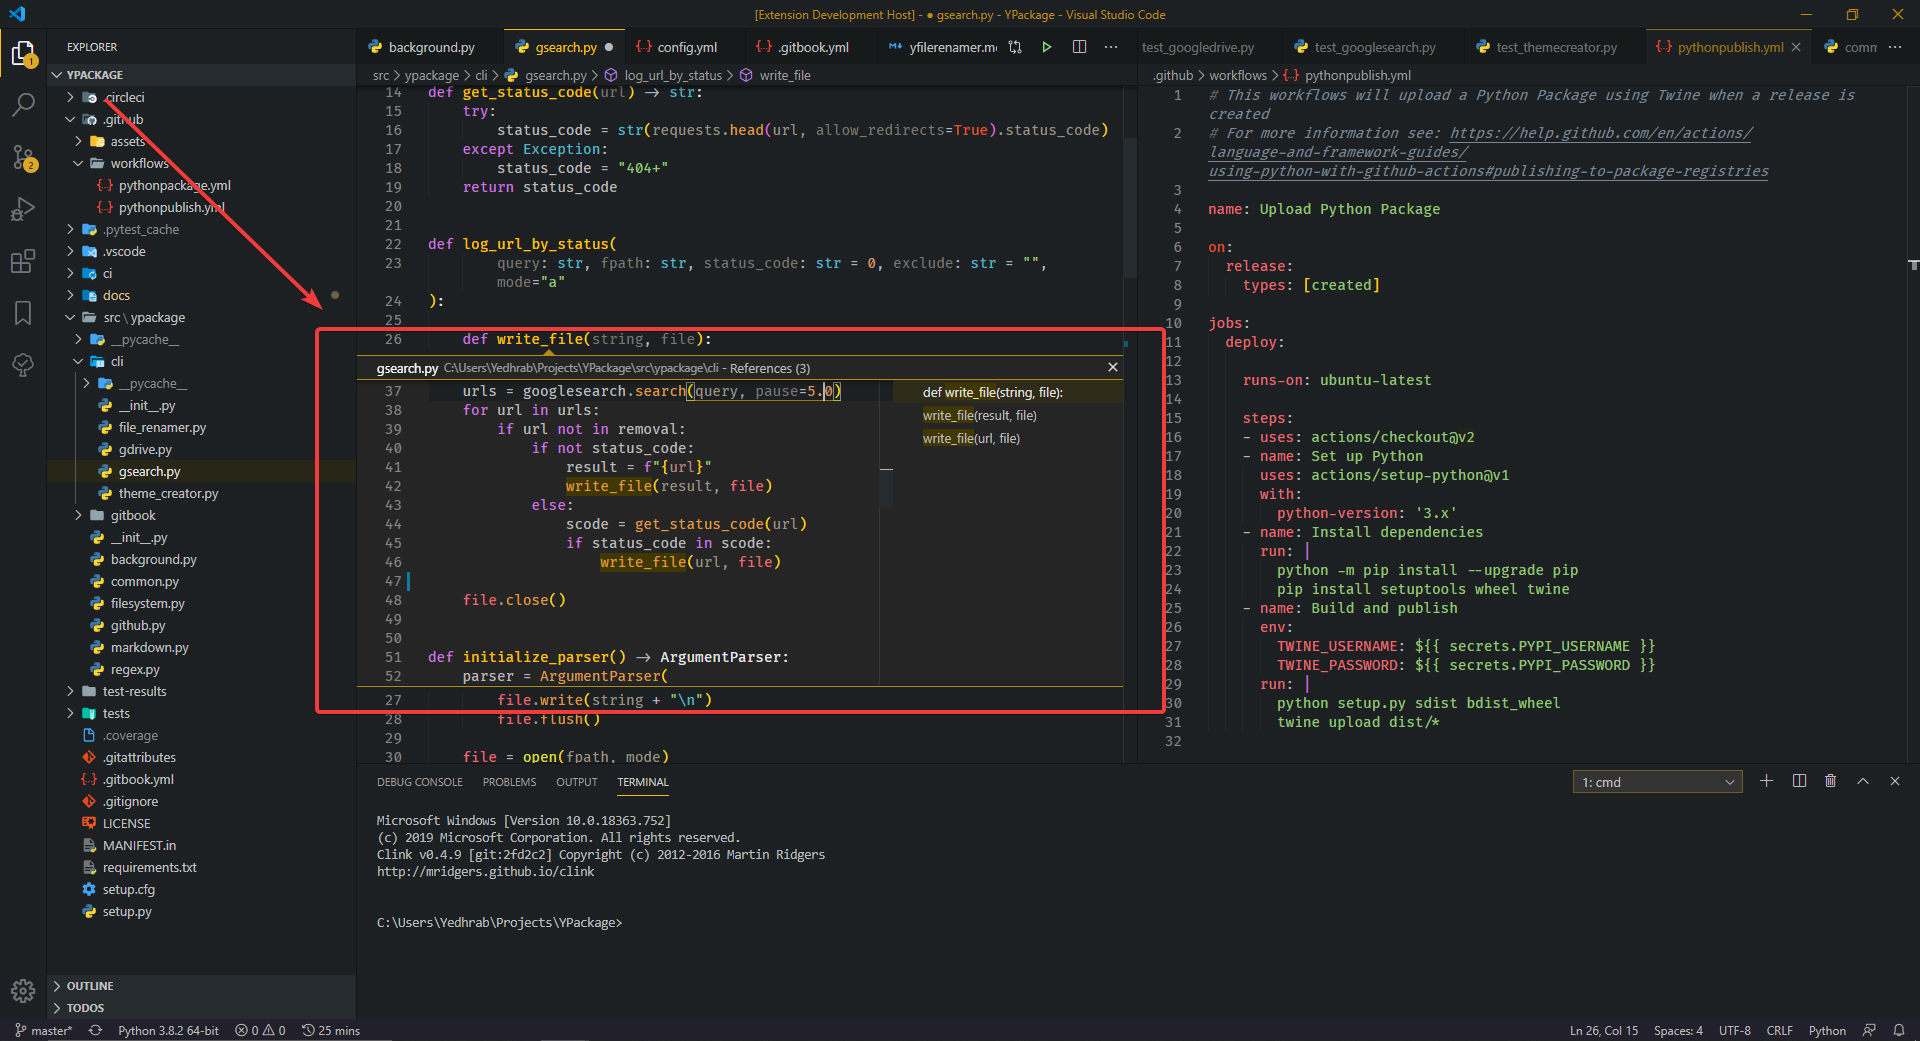 [Extension Development Host] - ● gsearch.py - YPackage - Visual Studio Code
EXPLORER
YPACKAGE
.circleci
.github
assets
workflows
pythonpackage.yml
pythonpublish.yml
.pytest_cache
.vscode
ci
docs
src \ ypackage
__pycache__
cli
__pycache__
__init__.py
file_renamer.py
gdrive.py
gsearch.py
theme_creator.py
gitbook
__init__.py
background.py
common.py
filesystem.py
github.py
markdown.py
regex.py
test-results
tests
.coverage
.gitattributes
.gitbook.yml
.gitignore
LICENSE
MANIFEST.in
requirements.txt
setup.cfg
setup.py
OUTLINE
TODOS
1
2
background.py
gsearch.py ●
config.yml
.gitbook.yml
yfilerenamer.m
src > ypackage > cli > gsearch.py > log_url_by_status > write_file
14 def get_status_code(url) -> str:
15 try:
16 status_code = str(requests.head(url, allow_redirects=True).status_code)
17 except Exception:
18 status_code = "404+"
19 return status_code
20
21
22 def log_url_by_status(
23 query: str, fpath: str, status_code: str = 0, exclude: str = "",
mode="a"
24 ):
25
26 def write_file(string, file):
gsearch.py C:\Users\Yedhrab\Projects\YPackage\src\ypackage\cli - References (3)
37 urls = googlesearch.search(query, pause=5.0)
38 for url in urls:
39 if url not in removal:
40 if not status_code:
41 result = f"{url}"
42 write_file(result, file)
43 else:
44 scode = get_status_code(url)
45 if status_code in scode:
46 write_file(url, file)
47
48 file.close()
49
50
51 def initialize_parser() -> ArgumentParser:
52 parser = ArgumentParser(
def write_file(string, file):
write_file(result, file)
write_file(url, file)
27 file.write(string + "\n")
28 file.flush()
29
30 file = open(fpath, mode)
test_googledrive.py
test_googlesearch.py
test_themecreator.py
pythonpublish.yml
comm
.github > workflows > pythonpublish.yml
1 # This workflows will upload a Python Package using Twine when a release is
created
2 # For more information see: https://help.github.com/en/actions/
language-and-framework-guides/
using-python-with-github-actions#publishing-to-package-registries
3
4 name: Upload Python Package
5
6 on:
7 release:
8 types: [created]
9
10 jobs:
11 deploy:
12
13 runs-on: ubuntu-latest
14
15 steps:
16 - uses: actions/checkout@v2
17 - name: Set up Python
18 uses: actions/setup-python@v1
19 with:
20 python-version: '3.x'
21 - name: Install dependencies
22 run: |
23 python -m pip install --upgrade pip
24 pip install setuptools wheel twine
25 - name: Build and publish
26 env:
27 TWINE_USERNAME: ${{ secrets.PYPI_USERNAME }}
28 TWINE_PASSWORD: ${{ secrets.PYPI_PASSWORD }}
29 run: |
30 python setup.py sdist bdist_wheel
31 twine upload dist/*
32
DEBUG CONSOLE PROBLEMS OUTPUT TERMINAL
1: cmd
Microsoft Windows [Version 10.0.18363.752]
(c) 2019 Microsoft Corporation. All rights reserved.
Clink v0.4.9 [git:2fd2c2] Copyright (c) 2012-2016 Martin Ridgers
http://mridgers.github.io/clink
C:\Users\Yedhrab\Projects\YPackage>
master* Python 3.8.2 64-bit 0 0 25 mins
Ln 26, Col 15 Spaces: 4 UTF-8 CRLF Python